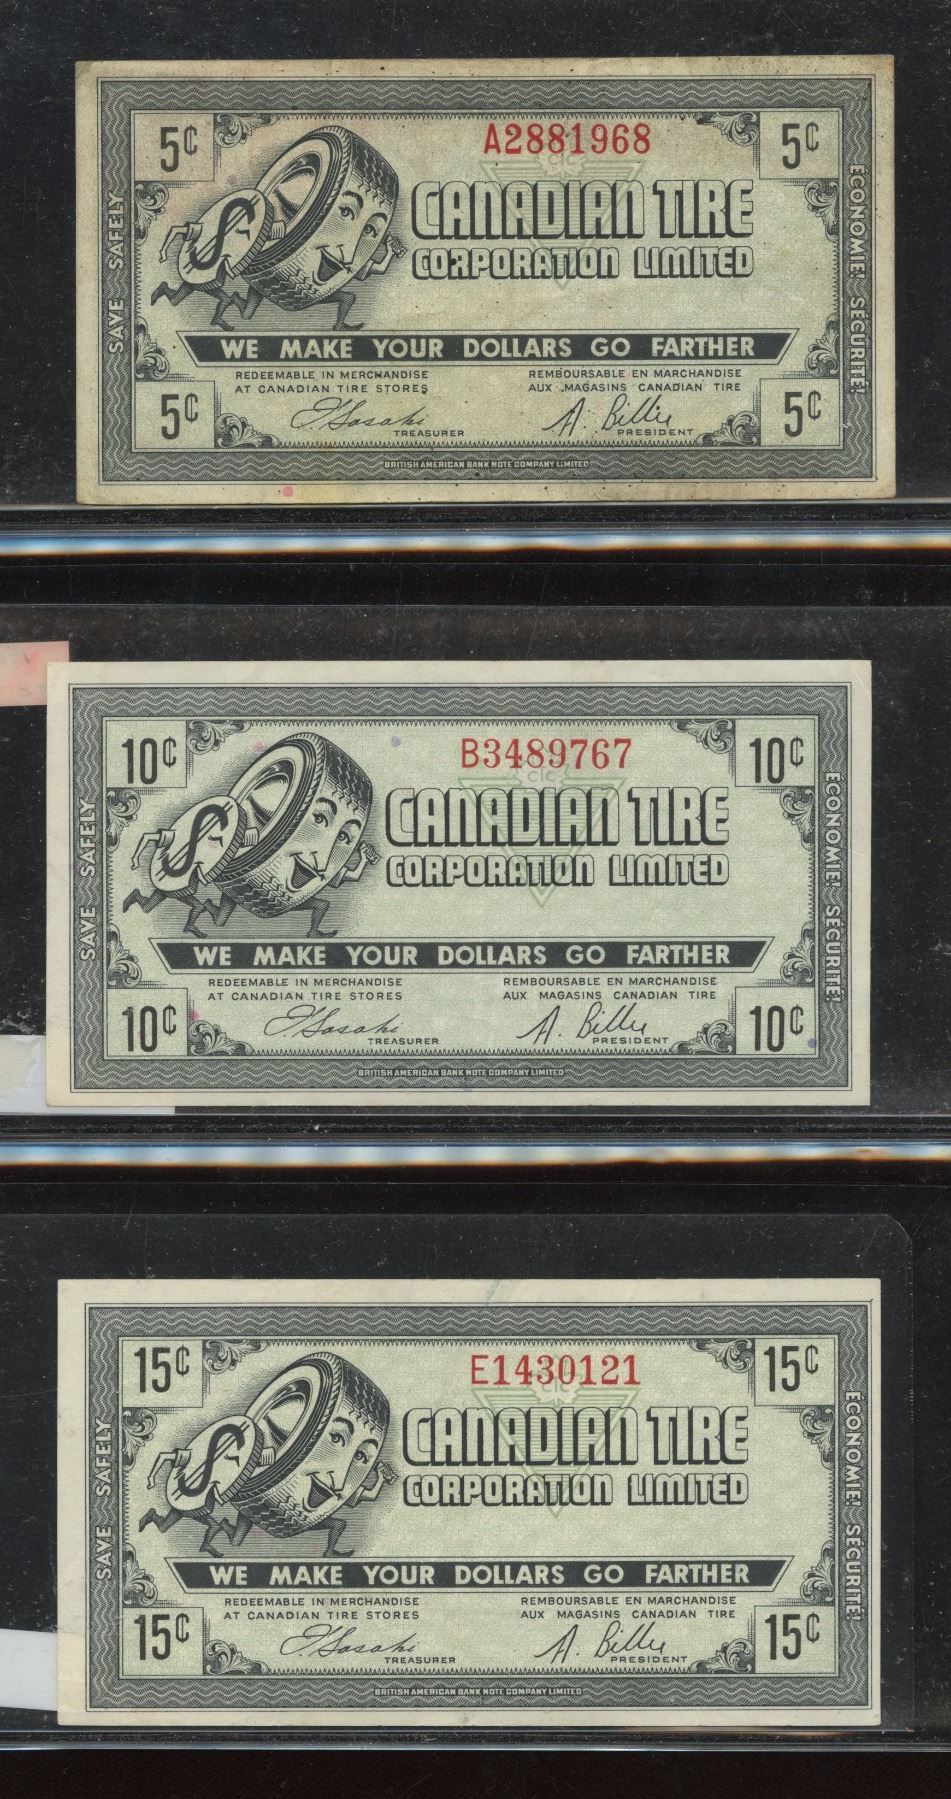 5¢ A2881968 5¢
CTC
CANADIAN TIRE
CORPORATION LIMITED
SAVE SAFELY
ECONOMIE! SECURITE!
$
WE MAKE YOUR DOLLARS GO FARTHER
REDEEMABLE IN MERCHANDISE
AT CANADIAN TIRE STORES
REMBOURSABLE EN MARCHANDISE
AUX MAGASINS CANADIAN TIRE
5¢ TREASURER
A. Billie
PRESIDENT 5¢
BRITISH AMERICAN BANK NOTE COMPANY LIMITED
10¢ B3489767 10¢
CTC
CANADIAN TIRE
CORPORATION LIMITED
SAVE SAFELY
ECONOMIE! SECURITE!
$
WE MAKE YOUR DOLLARS GO FARTHER
REDEEMABLE IN MERCHANDISE
AT CANADIAN TIRE STORES
REMBOURSABLE EN MARCHANDISE
AUX MAGASINS CANADIAN TIRE
10¢ TREASURER
A. Billie
PRESIDENT 10¢
BRITISH AMERICAN BANK NOTE COMPANY LIMITED
15¢ E1430121 15¢
CTC
CANADIAN TIRE
CORPORATION LIMITED
SAVE SAFELY
ECONOMIE! SECURITE!
$
WE MAKE YOUR DOLLARS GO FARTHER
REDEEMABLE IN MERCHANDISE
AT CANADIAN TIRE STORES
REMBOURSABLE EN MARCHANDISE
AUX MAGASINS CANADIAN TIRE
15¢ TREASURER
A. Billie
PRESIDENT 15¢
BRITISH AMERICAN BANK NOTE COMPANY LIMITED